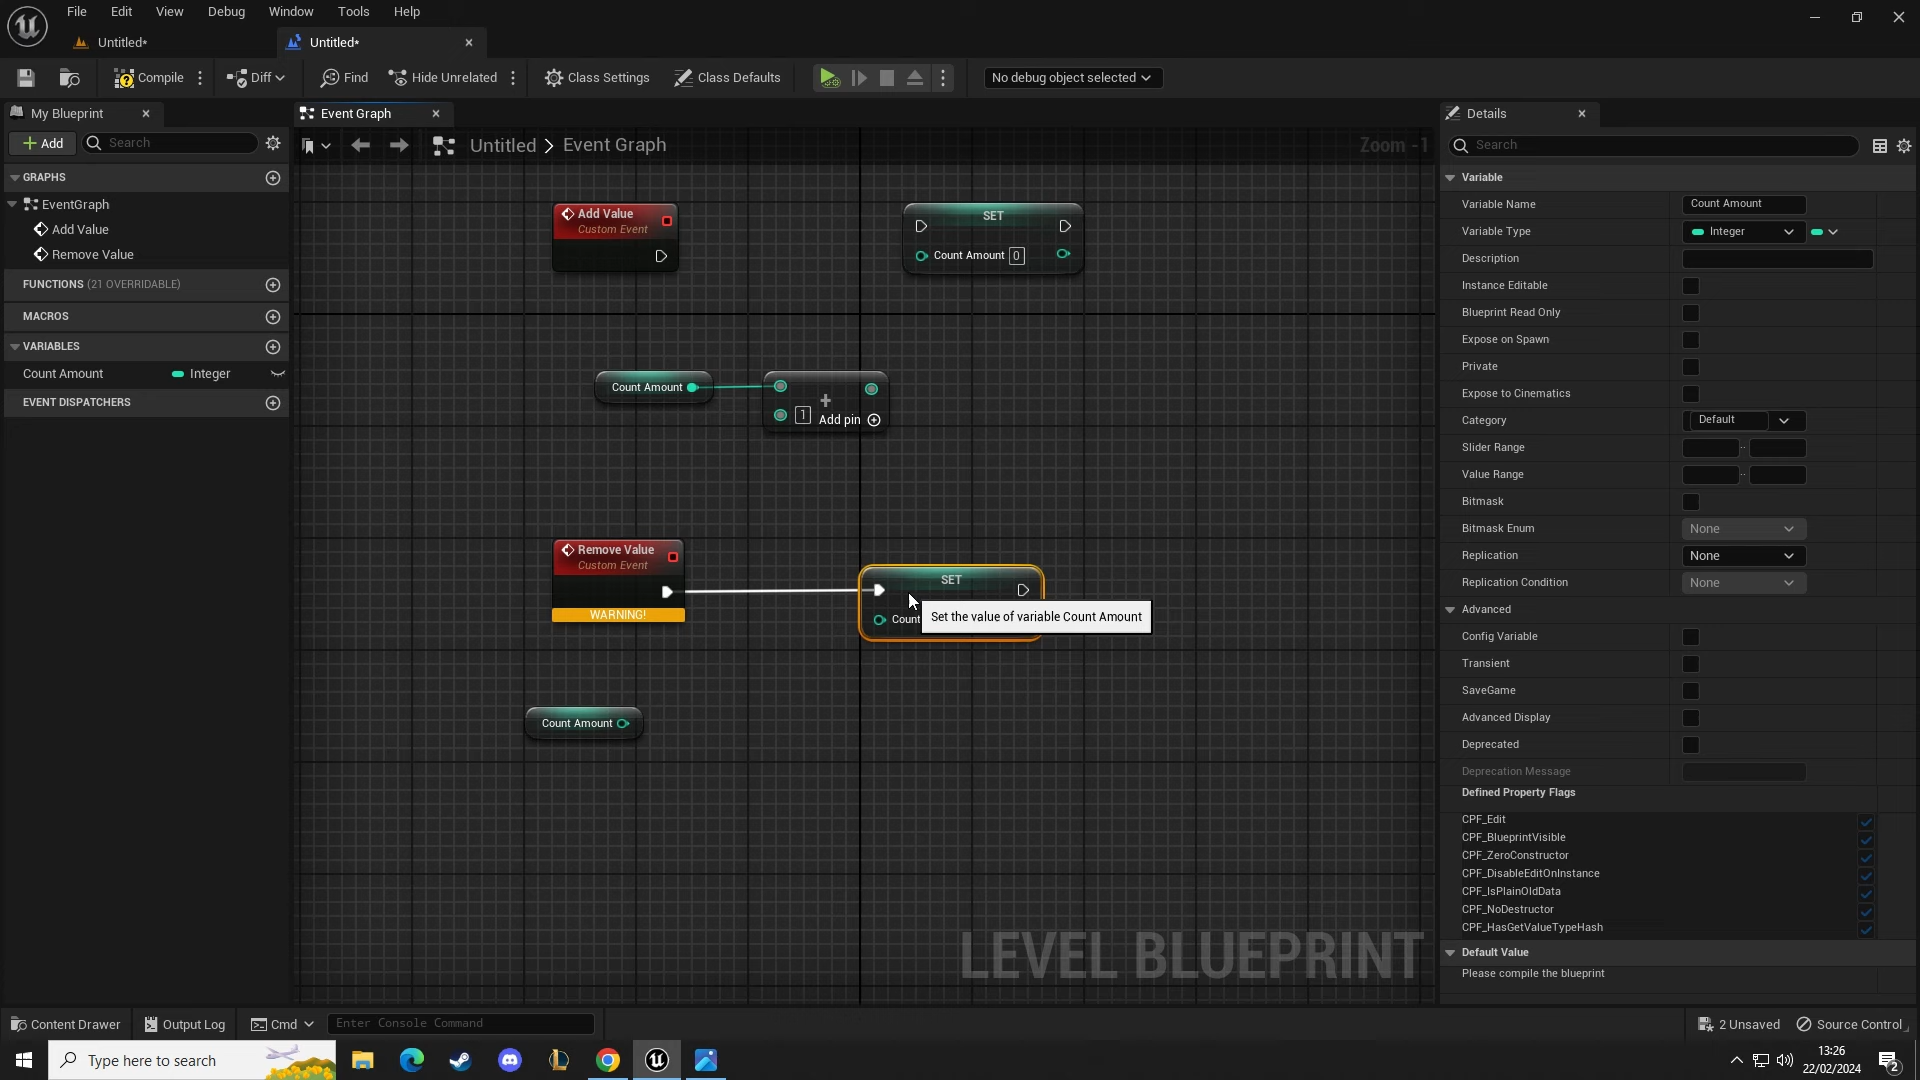 File Edit View Debug Window Tools Help
Untitled* Untitled*
Compile Diff Find Hide Unrelated Class Settings Class Defaults No debug object selected
My Blueprint Event Graph Details
Add Search Untitled > Event Graph Zoom -1 Search
GRAPHS
EventGraph
Add Value
Remove Value
FUNCTIONS (21 OVERRIDABLE)
MACROS
VARIABLES
Count Amount Integer
EVENT DISPATCHERS
Add Value
Custom Event
SET
Count Amount 0
Count Amount
+
1 Add pin
Remove Value
Custom Event
WARNING!
SET
Count
Set the value of variable Count Amount
Count Amount
LEVEL BLUEPRINT
Variable
Variable Name Count Amount
Variable Type Integer
Description
Instance Editable
Blueprint Read Only
Expose on Spawn
Private
Expose to Cinematics
Category Default
Slider Range
Value Range
Bitmask
Bitmask Enum None
Replication None
Replication Condition None
Advanced
Config Variable
Transient
SaveGame
Advanced Display
Deprecated
Deprecation Message
Defined Property Flags
CPF_Edit
CPF_BlueprintVisible
CPF_ZeroConstructor
CPF_DisableEditOnInstance
CPF_IsPlainOldData
CPF_NoDestructor
CPF_HasGetValueTypeHash
Default Value
Please compile the blueprint
Content Drawer Output Log Cmd Enter Console Command 2 Unsaved Source Control
Type here to search
13:26
22/02/2024
2